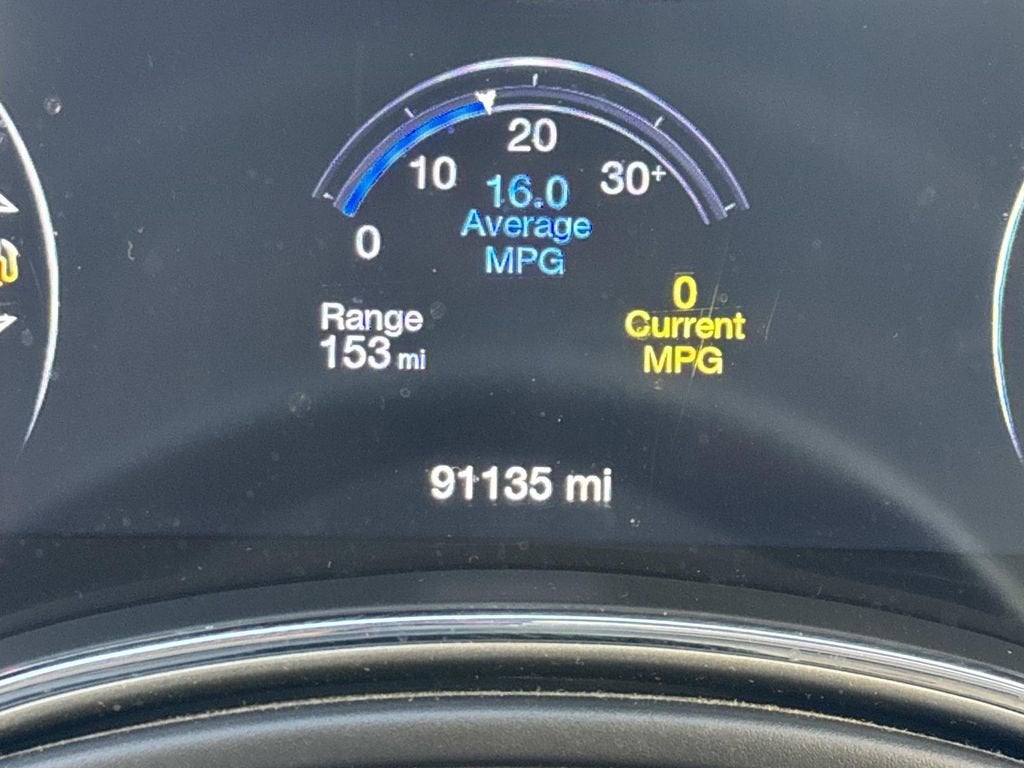 20
10
30+
16.0
Average
MPG
0
0
Current
MPG
Range
153 mi
91135 mi